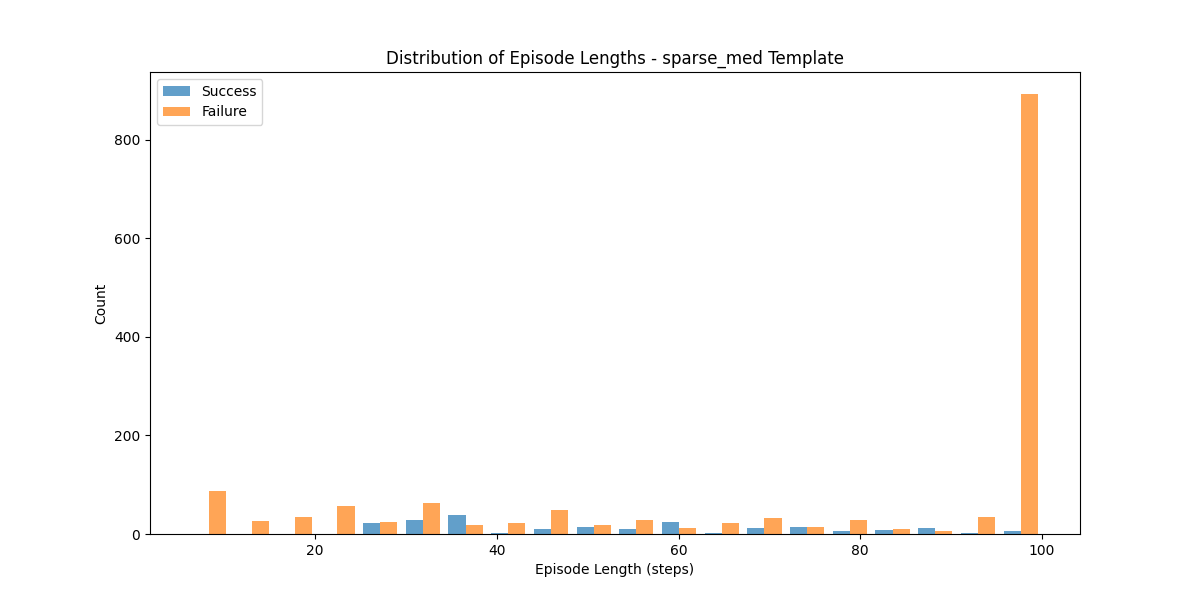 Distribution of Episode Lengths - sparse_med Template
Success
Failure
Count
800
600
400
200
0
20 40 60 80 100
Episode Length (steps)